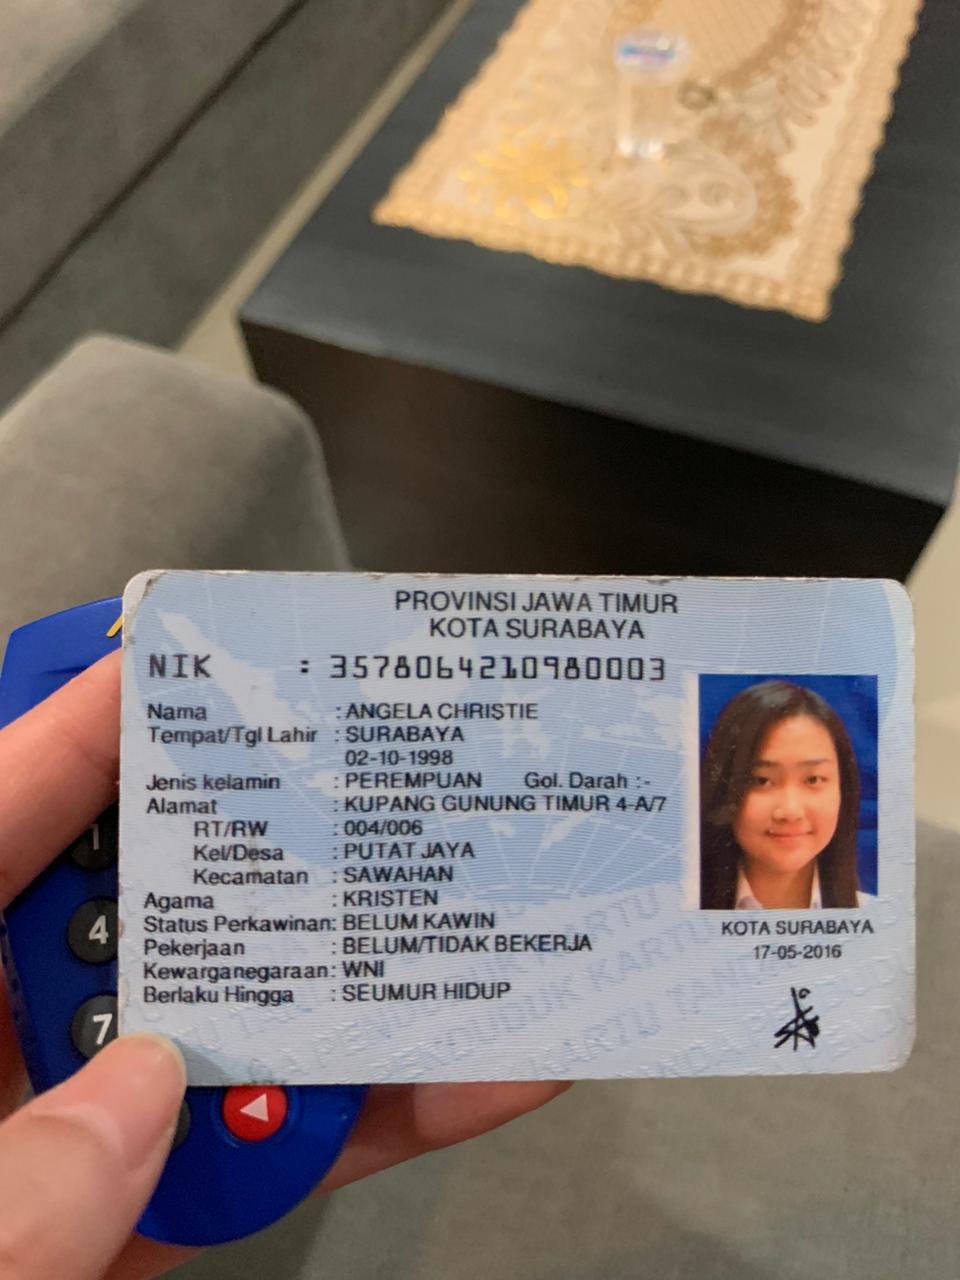 PROVINSI JAWA TIMUR
KOTA SURABAYA
NIK : 3578064210980003
Nama : ANGELA CHRISTIE
Tempat/Tgl Lahir : SURABAYA
02-10-1998
Jenis kelamin : PEREMPUAN Gol. Darah : -
Alamat : KUPANG GUNUNG TIMUR 4-A/7
RT/RW : 004/006
Kel/Desa : PUTAT JAYA
Kecamatan : SAWAHAN
Agama : KRISTEN
Status Perkawinan: BELUM KAWIN
Pekerjaan : BELUM/TIDAK BEKERJA
Kewarganegaraan: WNI
Berlaku Hingga : SEUMUR HIDUP
KOTA SURABAYA
17-05-2016
1
4
7